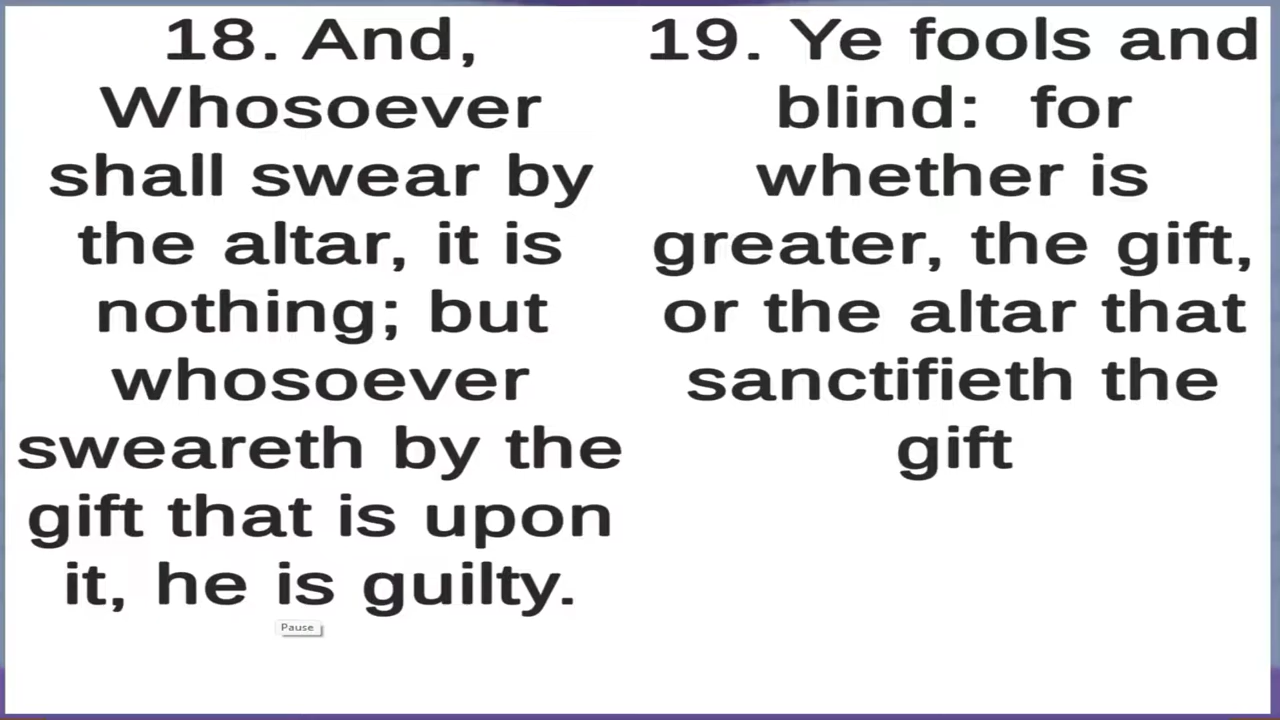 18. And,
Whosoever
shall swear by
the altar, it is
nothing; but
whosoever
sweareth by the
gift that is upon
it, he is guilty.
19. Ye fools and
blind:  for
whether is
greater, the gift,
or the altar that
sanctifieth the
gift
Pause